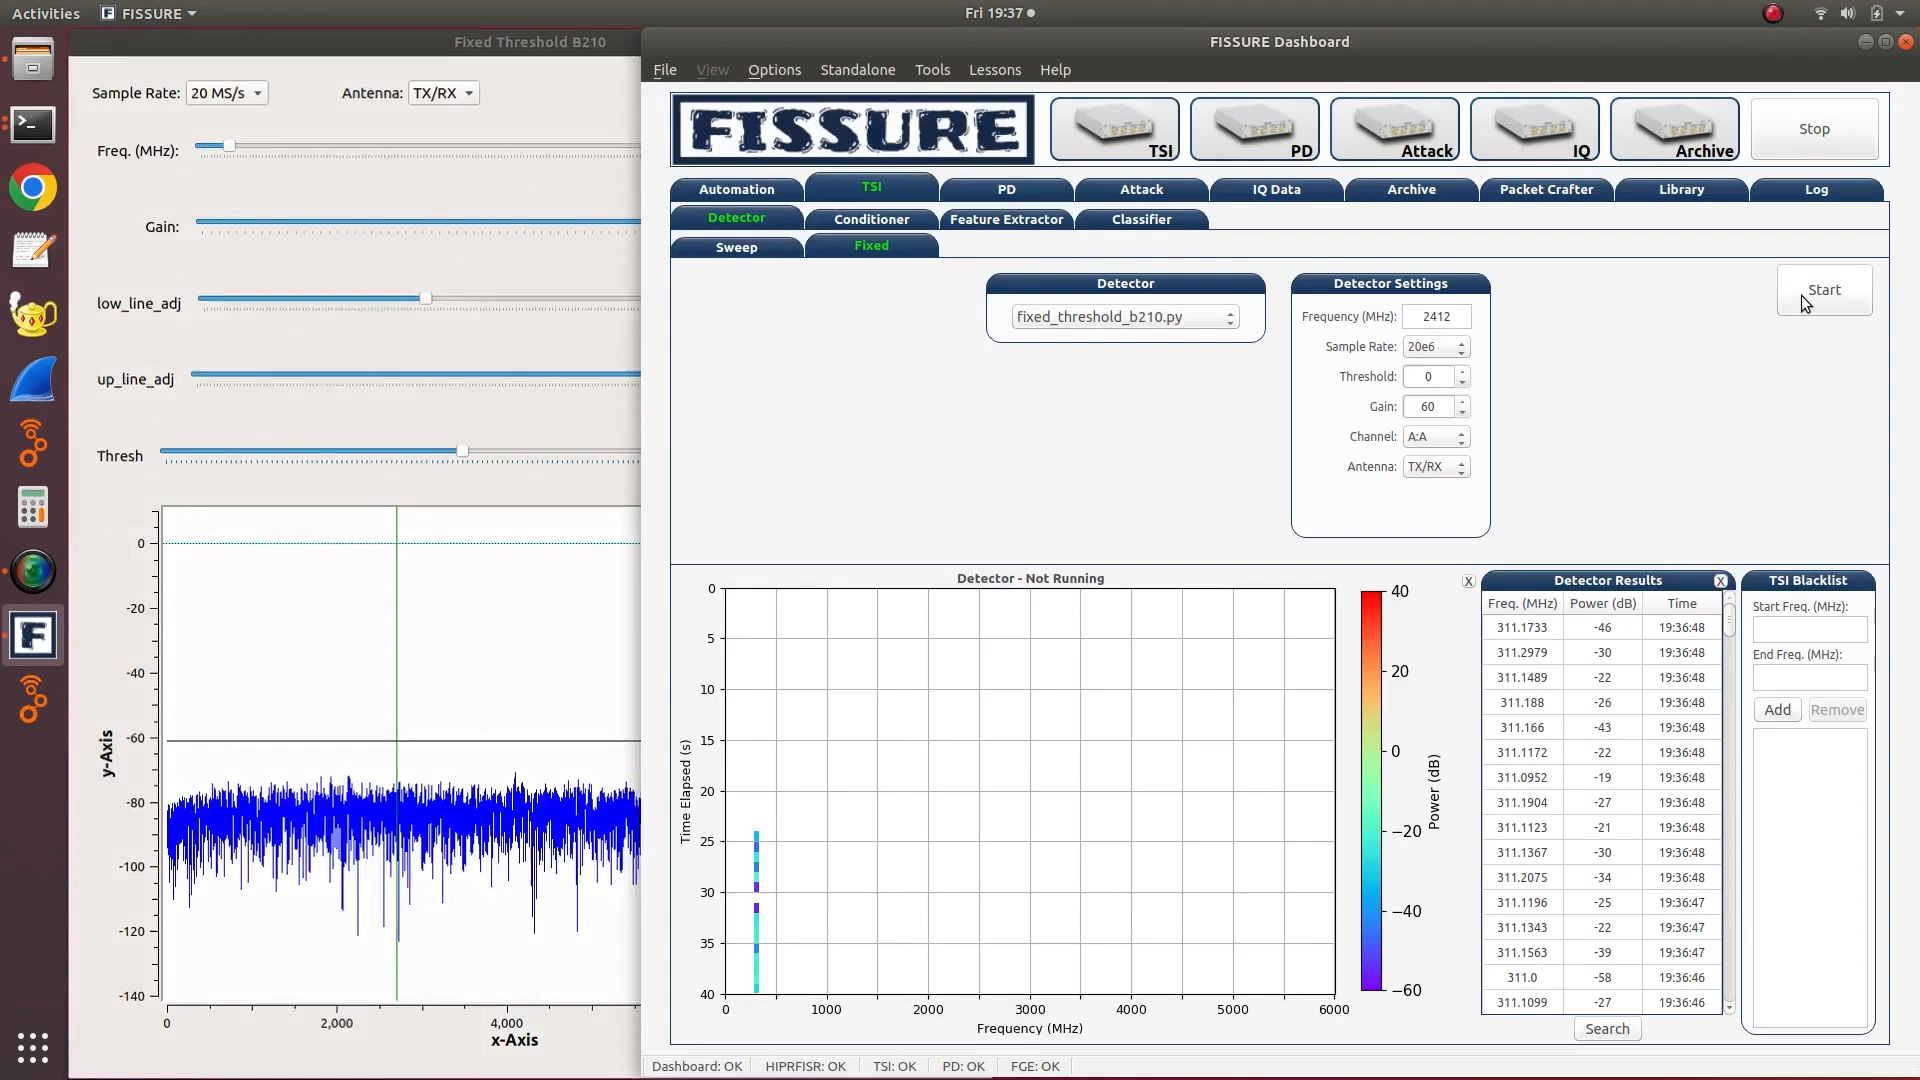 Activities
FISSURE
Fri 19:37
Fixed Threshold B210
Sample Rate: 20 MS/s
Antenna: TX/RX
Freq. (MHz):
Gain:
low_line_adj
up_line_adj
Thresh
0
-20
-40
-60
-80
-100
-120
-140
y-Axis
0
2,000
4,000
x-Axis
FISSURE Dashboard
File View Options Standalone Tools Lessons Help
FISSURE
TSI
PD
Attack
IQ
Archive
Stop
Automation TSI PD Attack IQ Data Archive Packet Crafter Library Log
Detector Conditioner Feature Extractor Classifier
Sweep Fixed
Detector
fixed_threshold_b210.py
Detector Settings
Frequency (MHz): 2412
Sample Rate: 20e6
Threshold: 0
Gain: 60
Channel: A:A
Antenna: TX/RX
Start
Detector - Not Running
0
5
10
15
20
25
30
35
40
Time Elapsed (s)
0 1000 2000 3000 4000 5000 6000
Frequency (MHz)
40
20
0
−20
−40
−60
Power (dB)
X
Detector Results X
Freq. (MHz) Power (dB) Time
311.1733 -46 19:36:48
311.2979 -30 19:36:48
311.1489 -22 19:36:48
311.188 -26 19:36:48
311.166 -43 19:36:48
311.1172 -22 19:36:48
311.0952 -19 19:36:48
311.1904 -27 19:36:48
311.1123 -21 19:36:48
311.1367 -30 19:36:48
311.2075 -34 19:36:48
311.1196 -25 19:36:47
311.1343 -22 19:36:47
311.1563 -39 19:36:47
311.0 -58 19:36:46
311.1099 -27 19:36:46
Search
TSI Blacklist
Start Freq. (MHz):
End Freq. (MHz):
Add Remove
Dashboard: OK HIPRFISR: OK TSI: OK PD: OK FGE: OK